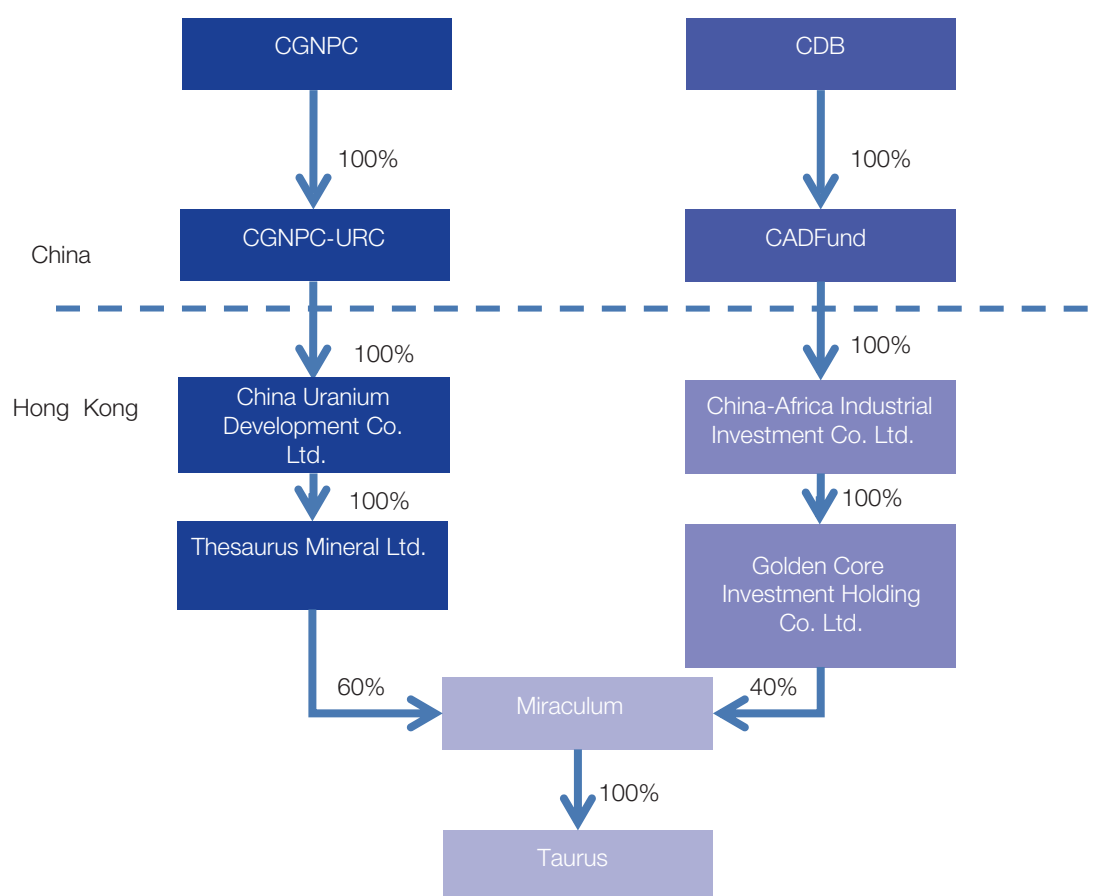 CGNPC
CDB
100%
100%
CGNPC-URC
CADFund
China
100%
100%
Hong Kong
China Uranium
Development Co.
Ltd.
China-Africa Industrial
Investment Co. Ltd.
100%
100%
Thesaurus Mineral Ltd.
Golden Core
Investment Holding
Co. Ltd.
60%
40%
Miraculum
100%
Taurus